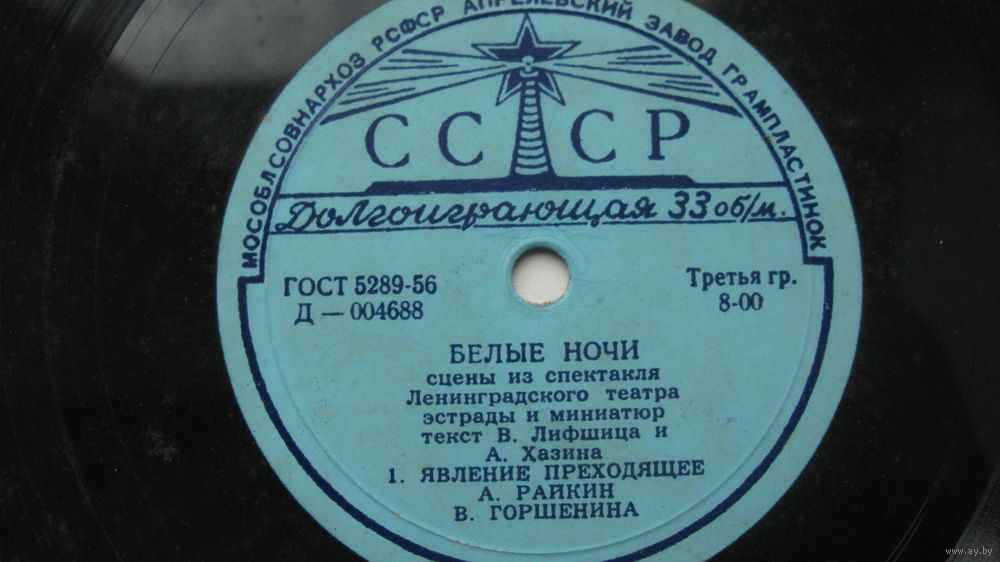 МОСОБЛСОВНАРХОЗ РСФСР АПРЕЛЕВСКИЙ ЗАВОД ГРАМПЛАСТИНОК
СССР
Долгоиграющая 33 об/м.
ГОСТ 5289-56
Д — 004688
Третья гр.
8-00
БЕЛЫЕ НОЧИ
сцены из спектакля
Ленинградского театра
эстрады и миниатюр
текст В. Лифшица и
А. Хазина
1. ЯВЛЕНИЕ ПРЕХОДЯЩЕЕ
А. РАЙКИН
В. ГОРШЕНИНА
www.ay.by